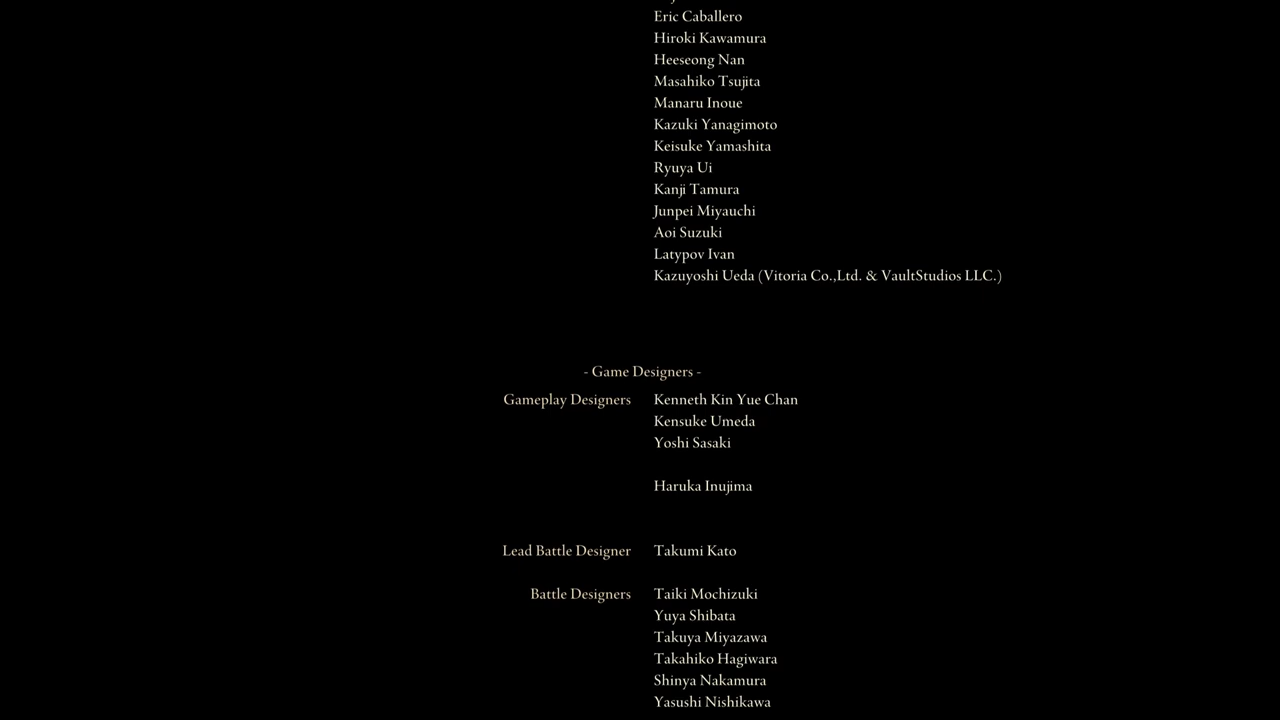 Eric Caballero
Hiroki Kawamura
Heeseong Nan
Masahiko Tsujita
Manaru Inoue
Kazuki Yanagimoto
Keisuke Yamashita
Ryuya Ui
Kanji Tamura
Junpei Miyauchi
Aoi Suzuki
Latypov Ivan
Kazuyoshi Ueda (Vitoria Co.,Ltd. & VaultStudios LLC.)
- Game Designers -
Gameplay Designers Kenneth Kin Yue Chan
Kensuke Umeda
Yoshi Sasaki
Haruka Inujima
Lead Battle Designer Takumi Kato
Battle Designers Taiki Mochizuki
Yuya Shibata
Takuya Miyazawa
Takahiko Hagiwara
Shinya Nakamura
Yasushi Nishikawa